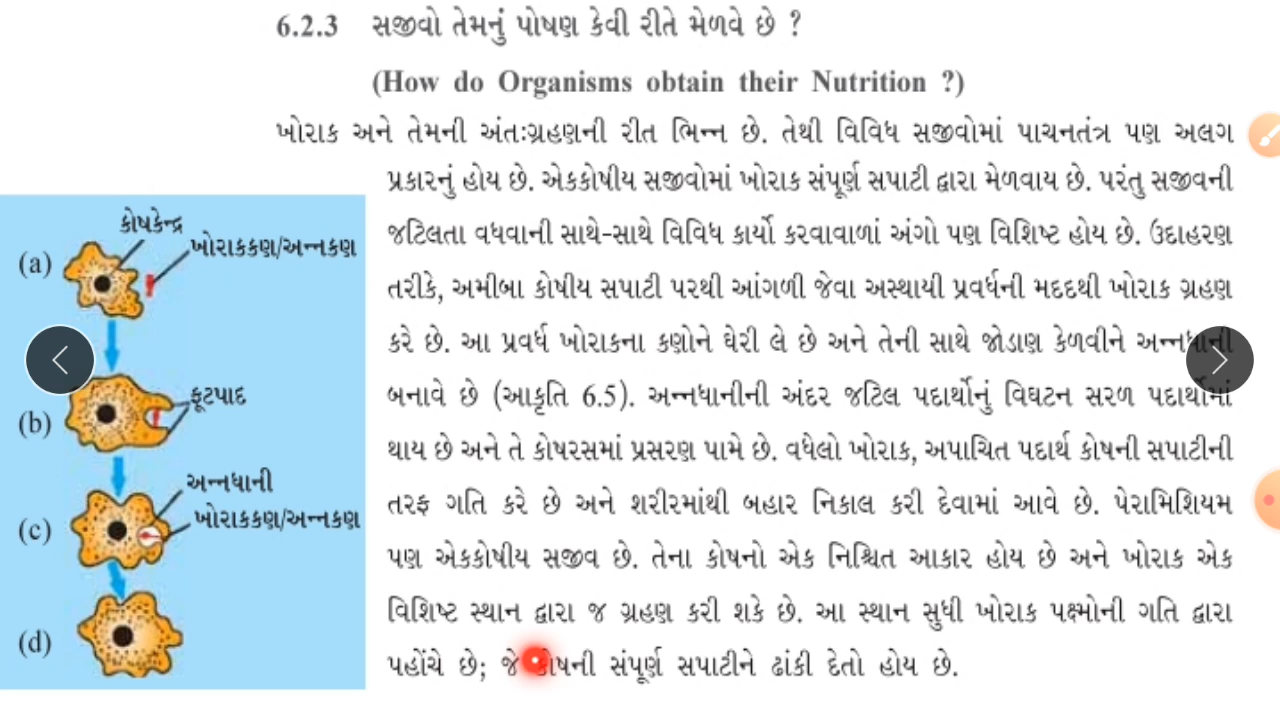 6.2.3 સજીવો તેમનું પોષણ કેવી રીતે મેળવે છે ?
(How do Organisms obtain their Nutrition ?)
ખોરાક અને તેમની અંતઃગ્રહણની રીત ભિન્ન છે. તેથી વિવિધ સજીવોમાં પાચનતંત્ર પણ અલગ
પ્રકારનું હોય છે. એકકોષીય સજીવોમાં ખોરાક સંપૂર્ણ સપાટી દ્વારા મેળવાય છે. પરંતુ સજીવની
જટિલતા વધવાની સાથે-સાથે વિવિધ કાર્યો કરવાવાળાં અંગો પણ વિશિષ્ટ હોય છે. ઉદાહરણ
તરીકે, અમીબા કોષીય સપાટી પરથી આંગળી જેવા અસ્થાયી પ્રવર્ધની મદદથી ખોરાક ગ્રહણ
કરે છે. આ પ્રવર્ધ ખોરાકના કણોને ઘેરી લે છે અને તેની સાથે જોડાણ કેળવીને અન્નધાની
બનાવે છે (આકૃતિ 6.5). અન્નધાનીની અંદર જટિલ પદાર્થોનું વિઘટન સરળ પદાર્થોમાં
થાય છે અને તે કોષરસમાં પ્રસરણ પામે છે. વધેલો ખોરાક, અપાચિત પદાર્થ કોષની સપાટીની
તરફ ગતિ કરે છે અને શરીરમાંથી બહાર નિકાલ કરી દેવામાં આવે છે. પેરામિશિયમ
પણ એકકોષીય સજીવ છે. તેના કોષનો એક નિશ્ચિત આકાર હોય છે અને ખોરાક એક
વિશિષ્ટ સ્થાન દ્વારા જ ગ્રહણ કરી શકે છે. આ સ્થાન સુધી ખોરાક પક્ષ્મોની ગતિ દ્વારા
પહોંચે છે; જે કોષની સંપૂર્ણ સપાટીને ઢાંકી દેતો હોય છે.
કોષકેન્દ્ર
ખોરાકકણ/અન્નકણ
(a)
ફૂટપાદ
(b)
અન્નધાની
ખોરાકકણ/અન્નકણ
(c)
(d)